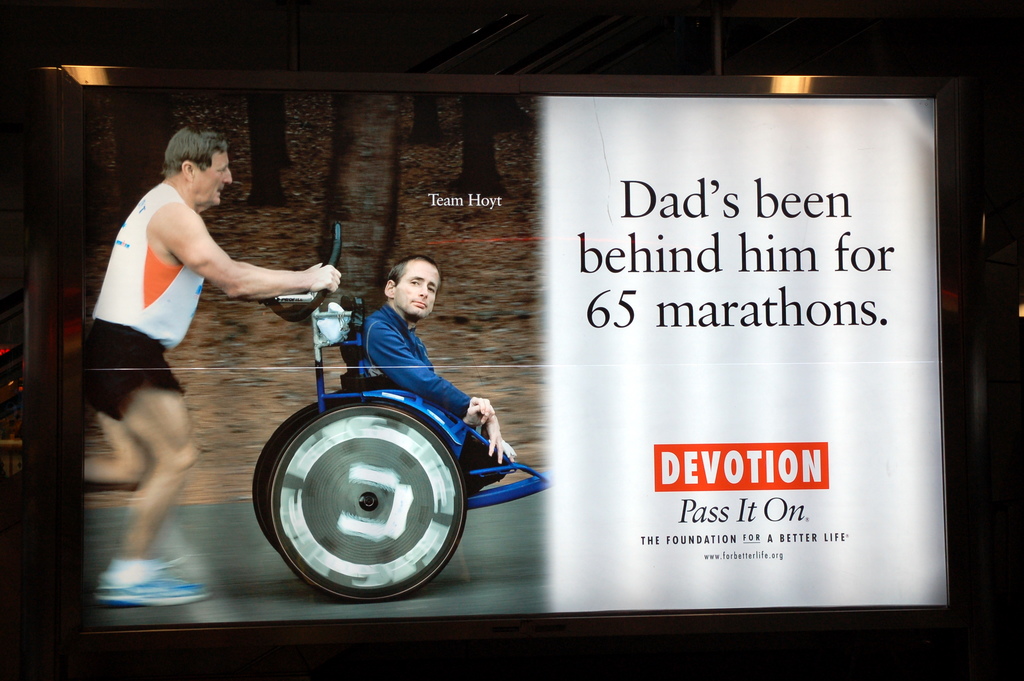 Team Hoyt
Dad's been
behind him for
65 marathons.
DEVOTION
Pass It On®
THE FOUNDATION FOR A BETTER LIFE®
www.forbetterlife.org